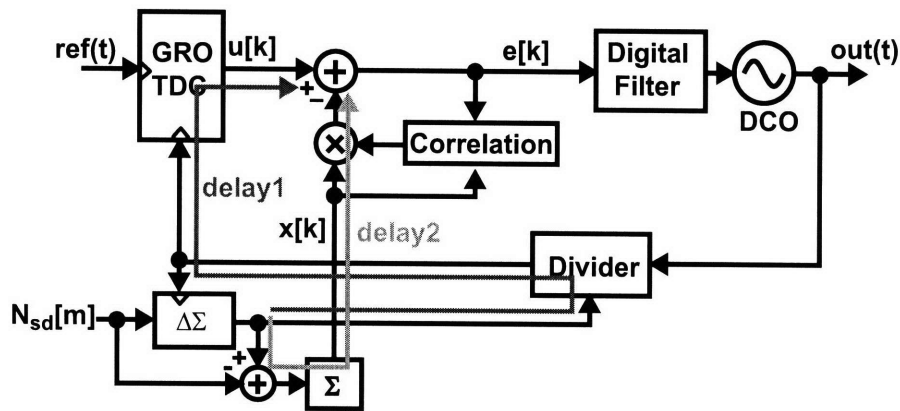 ref(t)
GRO
TDC
u[k]
+
+
−
e[k]
Digital
Filter
out(t)
DCO
×
Correlation
delay1
x[k]
delay2
Divider
N_sd[m]
ΔΣ
-
+
+
Σ